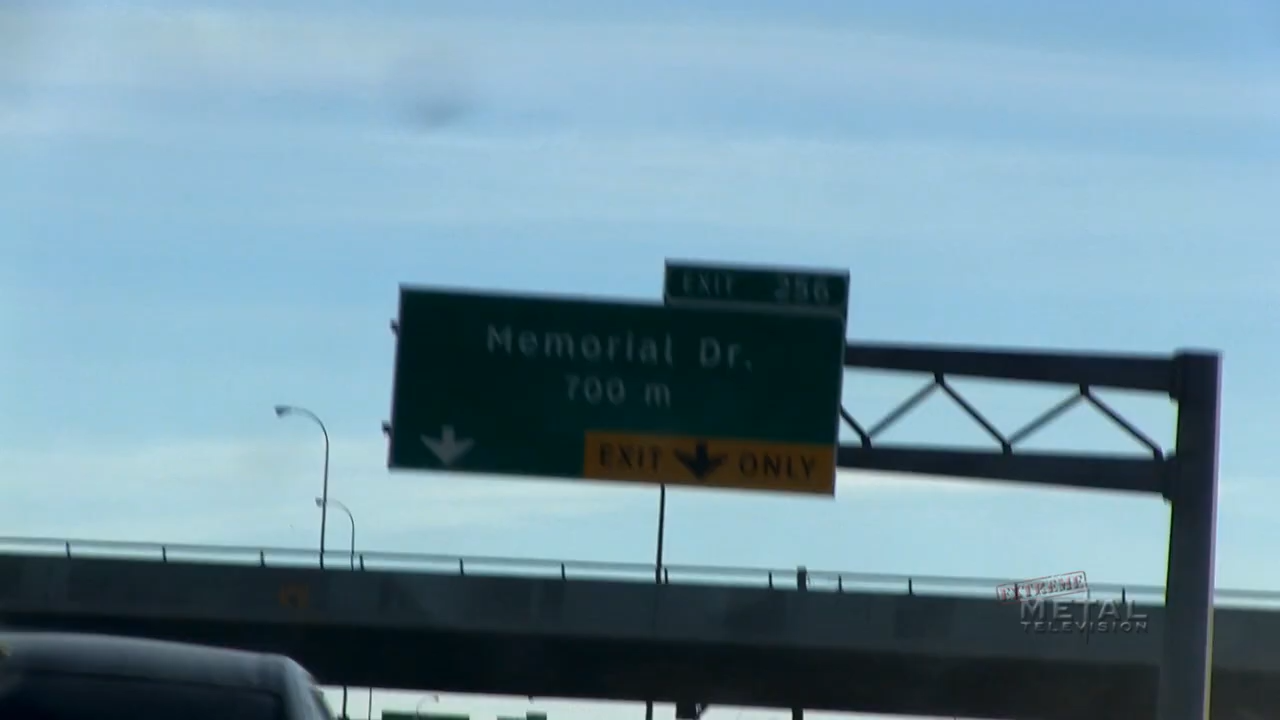 EXIT 256
Memorial Dr.
700 m
EXIT ONLY
EXTREME
METAL
TELEVISION